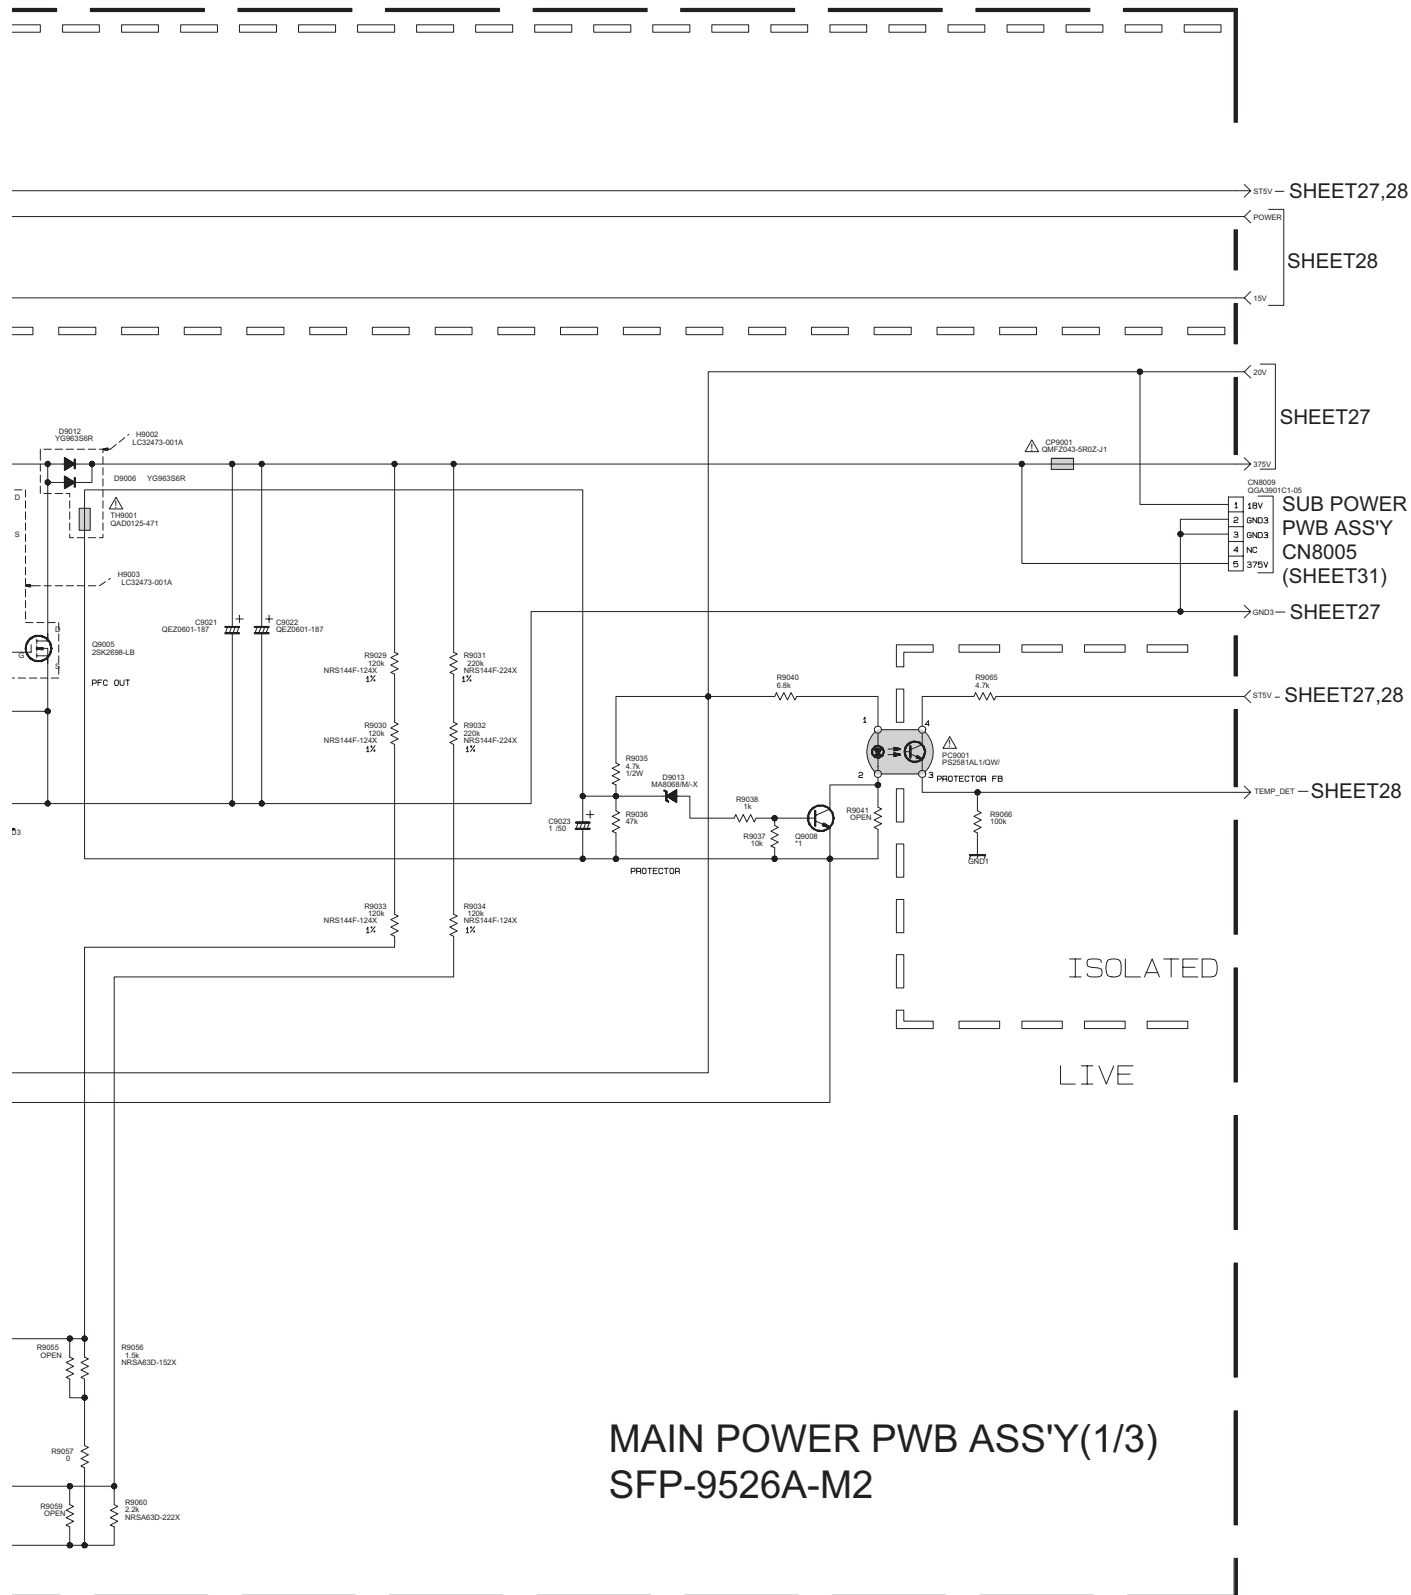 ST5V
SHEET27,28
POWER
SHEET28
15V
20V
SHEET27
375V
D9012
YG963S6R
H9002
LC32473-001A
CP9001
QMFZ043-5R0Z-J1
D9006 YG963S6R
D
TH9001
QAD0125-471
S
CN8009
QGA3901C1-05
1 18V
2 GND3
3 GND3
4 NC
5 375V
SUB POWER
PWB ASS'Y
CN8005
(SHEET31)
H9003
LC32473-001A
GND3
SHEET27
C9021
QEZ0601-187
C9022
QEZ0601-187
D
G
S
Q9005
2SK2698-LB
PFC OUT
R9029
120k
NRS144F-124X
1%
R9031
220k
NRS144F-224X
1%
R9040
6.8k
R9065
4.7k
ST5V
SHEET27,28
R9030
120k
NRS144F-124X
1%
R9032
220k
NRS144F-224X
1%
1
4
2
3
PC9001
PS2581AL1/QW/
PROTECTOR FB
R9035
4.7k
1/2W
D9013
MA8068/M/-X
TEMP_DET
SHEET28
C9023
1 /50
R9036
47k
R9038
1k
R9037
10k
Q9008
*1
R9041
OPEN
R9066
100k
GND1
D3
PROTECTOR
R9033
120k
NRS144F-124X
1%
R9034
120k
NRS144F-124X
1%
ISOLATED
LIVE
R9055
OPEN
R9056
1.5k
NRSA63D-152X
R9057
0
R9059
OPEN
R9060
2.2k
NRSA63D-222X
MAIN POWER PWB ASS'Y(1/3)
SFP-9526A-M2